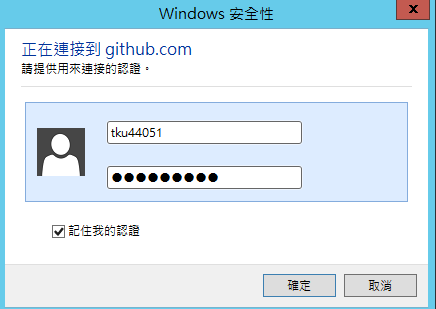 Windows 安全性
正在連接到 github.com
請提供用來連接的認證。
tku44051
●●●●●●●●●
記住我的認證
確定
取消